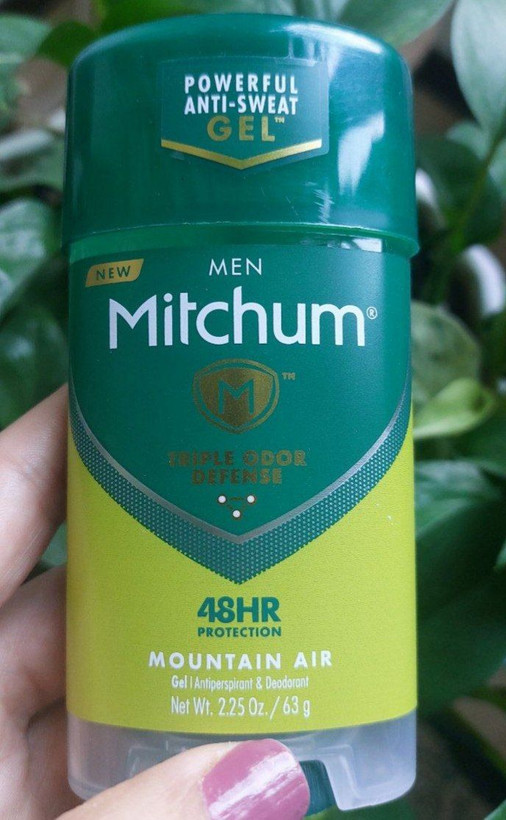 POWERFUL
ANTI-SWEAT
GEL™
NEW
MEN
Mitchum®
M™
TRIPLE ODOR
DEFENSE
48HR
PROTECTION
MOUNTAIN AIR
Gel | Antiperspirant & Deodorant
Net Wt. 2.25 Oz. / 63 g